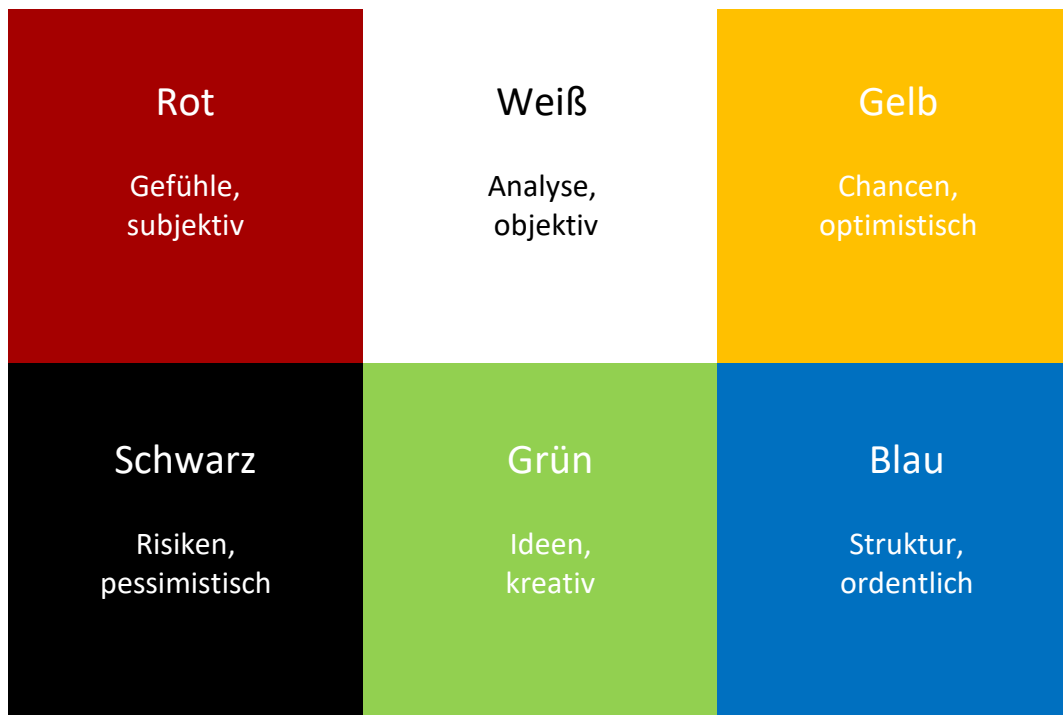 Rot
Gefühle,
subjektiv
Weiß
Analyse,
objektiv
Gelb
Chancen,
optimistisch
Schwarz
Risiken,
pessimistisch
Grün
Ideen,
kreativ
Blau
Struktur,
ordentlich